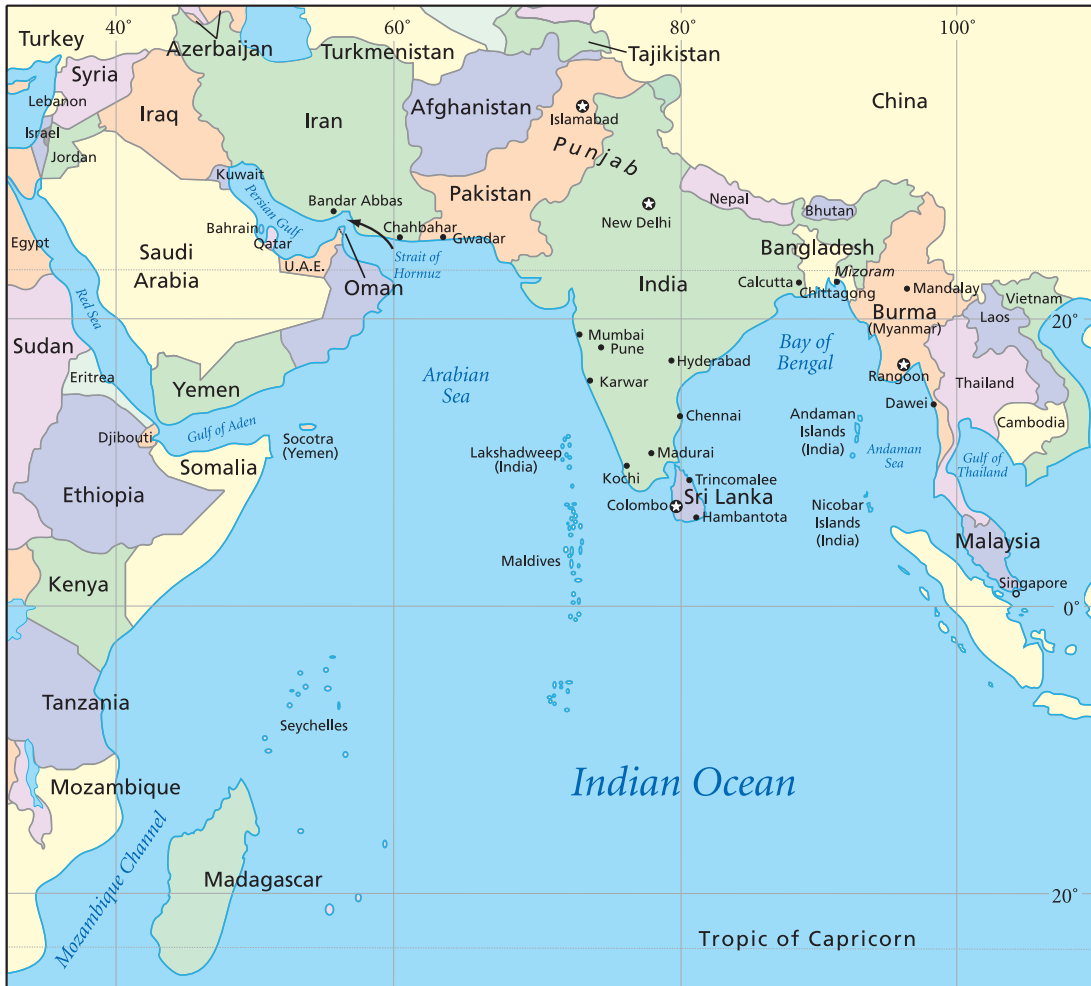 40°
60°
80°
100°
Turkey
Azerbaijan
Turkmenistan
Tajikistan
Syria
Lebanon
Iraq
Iran
Afghanistan
Islamabad
China
Israel
Jordan
Punjab
Kuwait
Pakistan
Nepal
Bandar Abbas
Persian Gulf
New Delhi
Bhutan
Egypt
Bahrain
Qatar
Chahbahar
Gwadar
Saudi
Arabia
U.A.E.
Strait of
Hormuz
Oman
Bangladesh
India
Calcutta
Chittagong
Mizoram
Mandalay
Vietnam
Red Sea
Burma
(Myanmar)
Laos
20°
Sudan
Mumbai
Pune
Hyderabad
Bay of
Bengal
Rangoon
Eritrea
Yemen
Arabian
Sea
Karwar
Thailand
Dawei
Djibouti
Gulf of Aden
Socotra
(Yemen)
Chennai
Andaman
Islands
(India)
Cambodia
Somalia
Lakshadweep
(India)
Madurai
Andaman
Sea
Gulf of
Thailand
Ethiopia
Kochi
Trincomalee
Colombo
Sri Lanka
Hambantota
Nicobar
Islands
(India)
Malaysia
Maldives
Kenya
Singapore
0°
Tanzania
Seychelles
Indian Ocean
Mozambique
Mozambique Channel
Madagascar
20°
Tropic of Capricorn